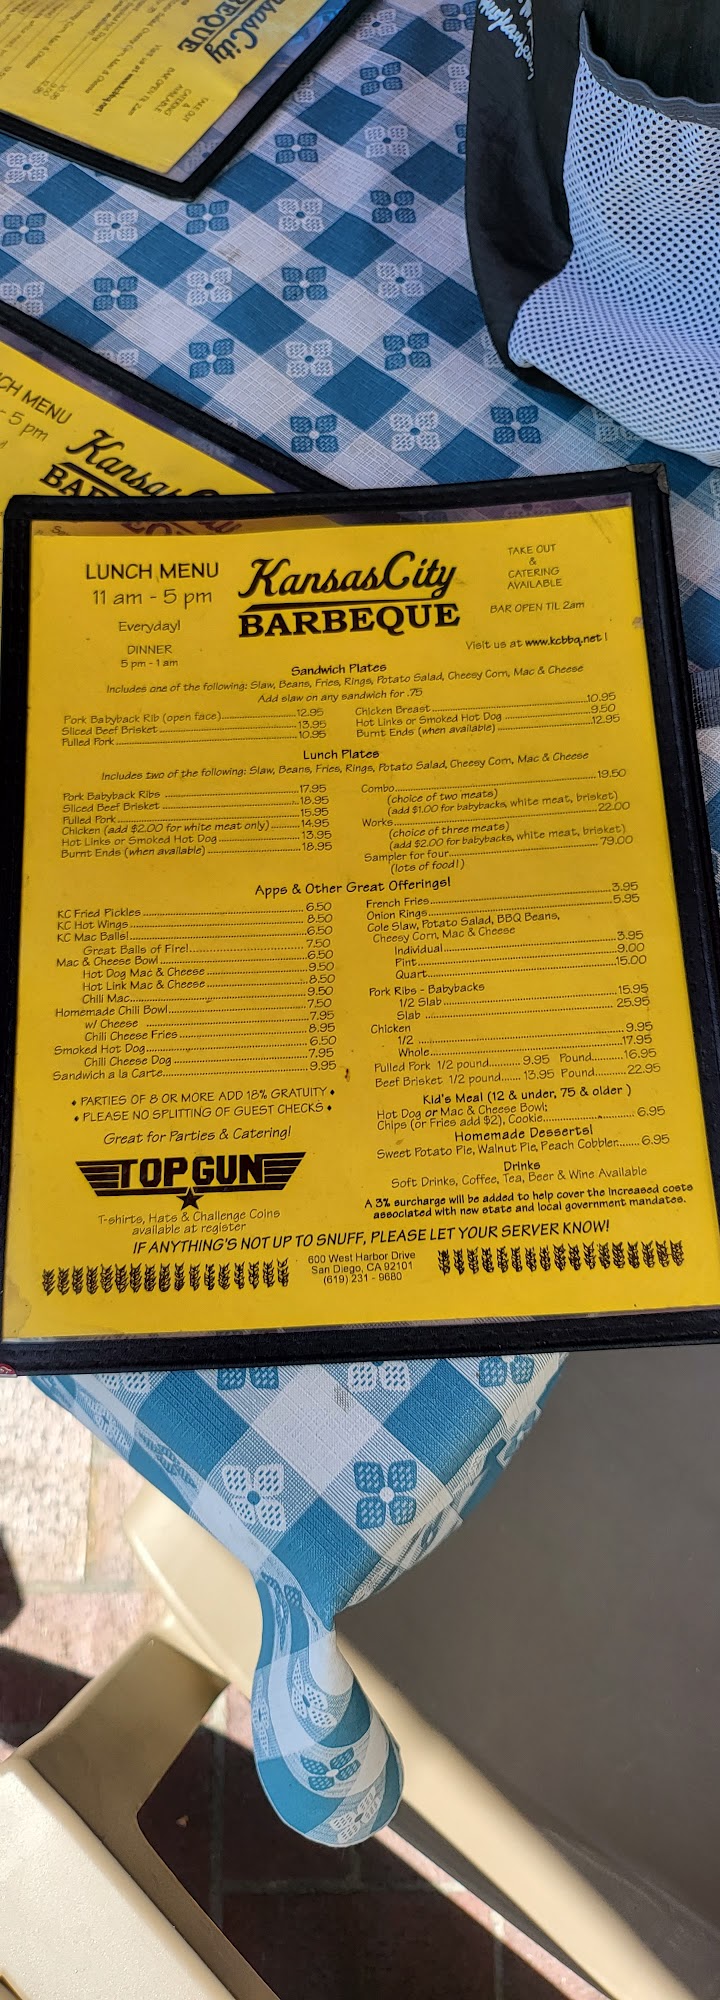 KansasCity
BARBEQUE
TAKE OUT
&
CATERING
AVAILABLE
BAR OPEN TIL 2am
LUNCH MENU
5 pm
Kansas City
LUNCH MENU
11 am - 5 pm
Everyday!
DINNER
5 pm - 1 am
KansasCity
BARBEQUE
TAKE OUT
&
CATERING
AVAILABLE
BAR OPEN TIL 2am
Visit us at www.kcbbq.net !
Sandwich Plates
Includes one of the following: Slaw, Beans, Fries, Rings, Potato Salad, Cheesy Corn, Mac & Cheese
Add slaw on any sandwich for .75
Pork Babyback Rib (open face) 12.95
Sliced Beef Brisket 13.95
Pulled Pork 10.95
Chicken Breast 10.95
Hot Links or Smoked Hot Dog 9.50
Burnt Ends (when available) 12.95
Lunch Plates
Includes two of the following: Slaw, Beans, Fries, Rings, Potato Salad, Cheesy Corn, Mac & Cheese
Pork Babyback Ribs 17.95
Sliced Beef Brisket 18.95
Pulled Pork 15.95
Chicken (add $2.00 for white meat only) 14.95
Hot Links or Smoked Hot Dog 13.95
Burnt Ends (when available) 18.95
Combo 19.50
(choice of two meats)
(add $1.00 for babybacks, white meat, brisket)
Works 22.00
(choice of three meats)
(add $2.00 for babybacks, white meat, brisket)
Sampler for four 79.00
(lots of food!)
Apps & Other Great Offerings!
KC Fried Pickles 6.50
KC Hot Wings 8.50
KC Mac Balls! 6.50
Great Balls of Fire! 7.50
Mac & Cheese Bowl 6.50
Hot Dog Mac & Cheese 9.50
Hot Link Mac & Cheese 8.50
Chili Mac 9.50
Homemade Chili Bowl 7.50
w/ Cheese 7.95
Chili Cheese Fries 8.95
Smoked Hot Dog 6.50
Chili Cheese Dog 7.95
Sandwich a la Carte 9.95
French Fries 3.95
Onion Rings 5.95
Cole Slaw, Potato Salad, BBQ Beans,
Cheesy Corn, Mac & Cheese
Individual 3.95
Pint 9.00
Quart 15.00
Pork Ribs - Babybacks
1/2 Slab 15.95
Slab 25.95
Chicken
1/2 9.95
Whole 17.95
Pulled Pork 1/2 pound 9.95 Pound 16.95
Beef Brisket 1/2 pound 13.95 Pound 22.95
♦ PARTIES OF 8 OR MORE ADD 18% GRATUITY ♦
♦ PLEASE NO SPLITTING OF GUEST CHECKS ♦
Great for Parties & Catering!
TOP GUN
T-shirts, Hats & Challenge Coins
available at register
Kid's Meal (12 & under, 75 & older )
Hot Dog or Mac & Cheese Bowl;
Chips (or Fries add $2), Cookie 6.95
Homemade Desserts!
Sweet Potato Pie, Walnut Pie, Peach Cobbler 6.95
Drinks
Soft Drinks, Coffee, Tea, Beer & Wine Available
A 3% surcharge will be added to help cover the increased costs
associated with new state and local government mandates.
IF ANYTHING'S NOT UP TO SNUFF, PLEASE LET YOUR SERVER KNOW!
600 West Harbor Drive
San Diego, CA 92101
(619) 231 - 9680